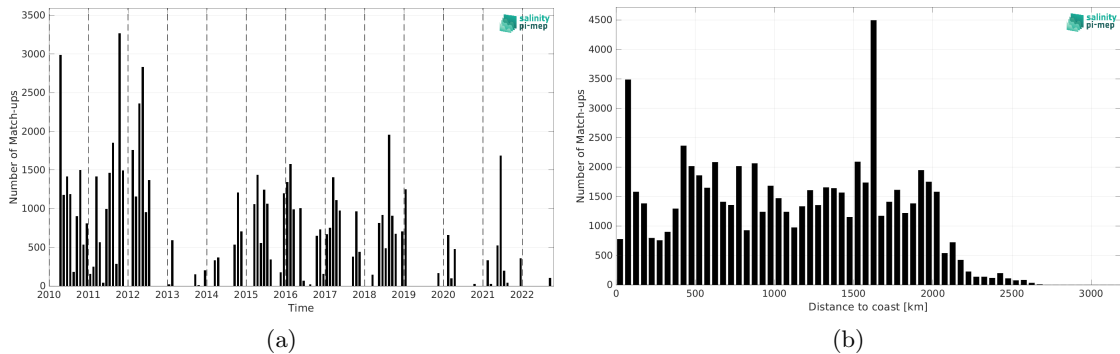 3500
3000
2500
2000
1500
1000
500
0
Number of Match-ups
2010 2011 2012 2013 2014 2015 2016 2017 2018 2019 2020 2021 2022
Time
salinity
pi-mep
(a)
4500
4000
3500
3000
2500
2000
1500
1000
500
0
Number of Match-ups
0 500 1000 1500 2000 2500 3000
Distance to coast [km]
salinity
pi-mep
(b)